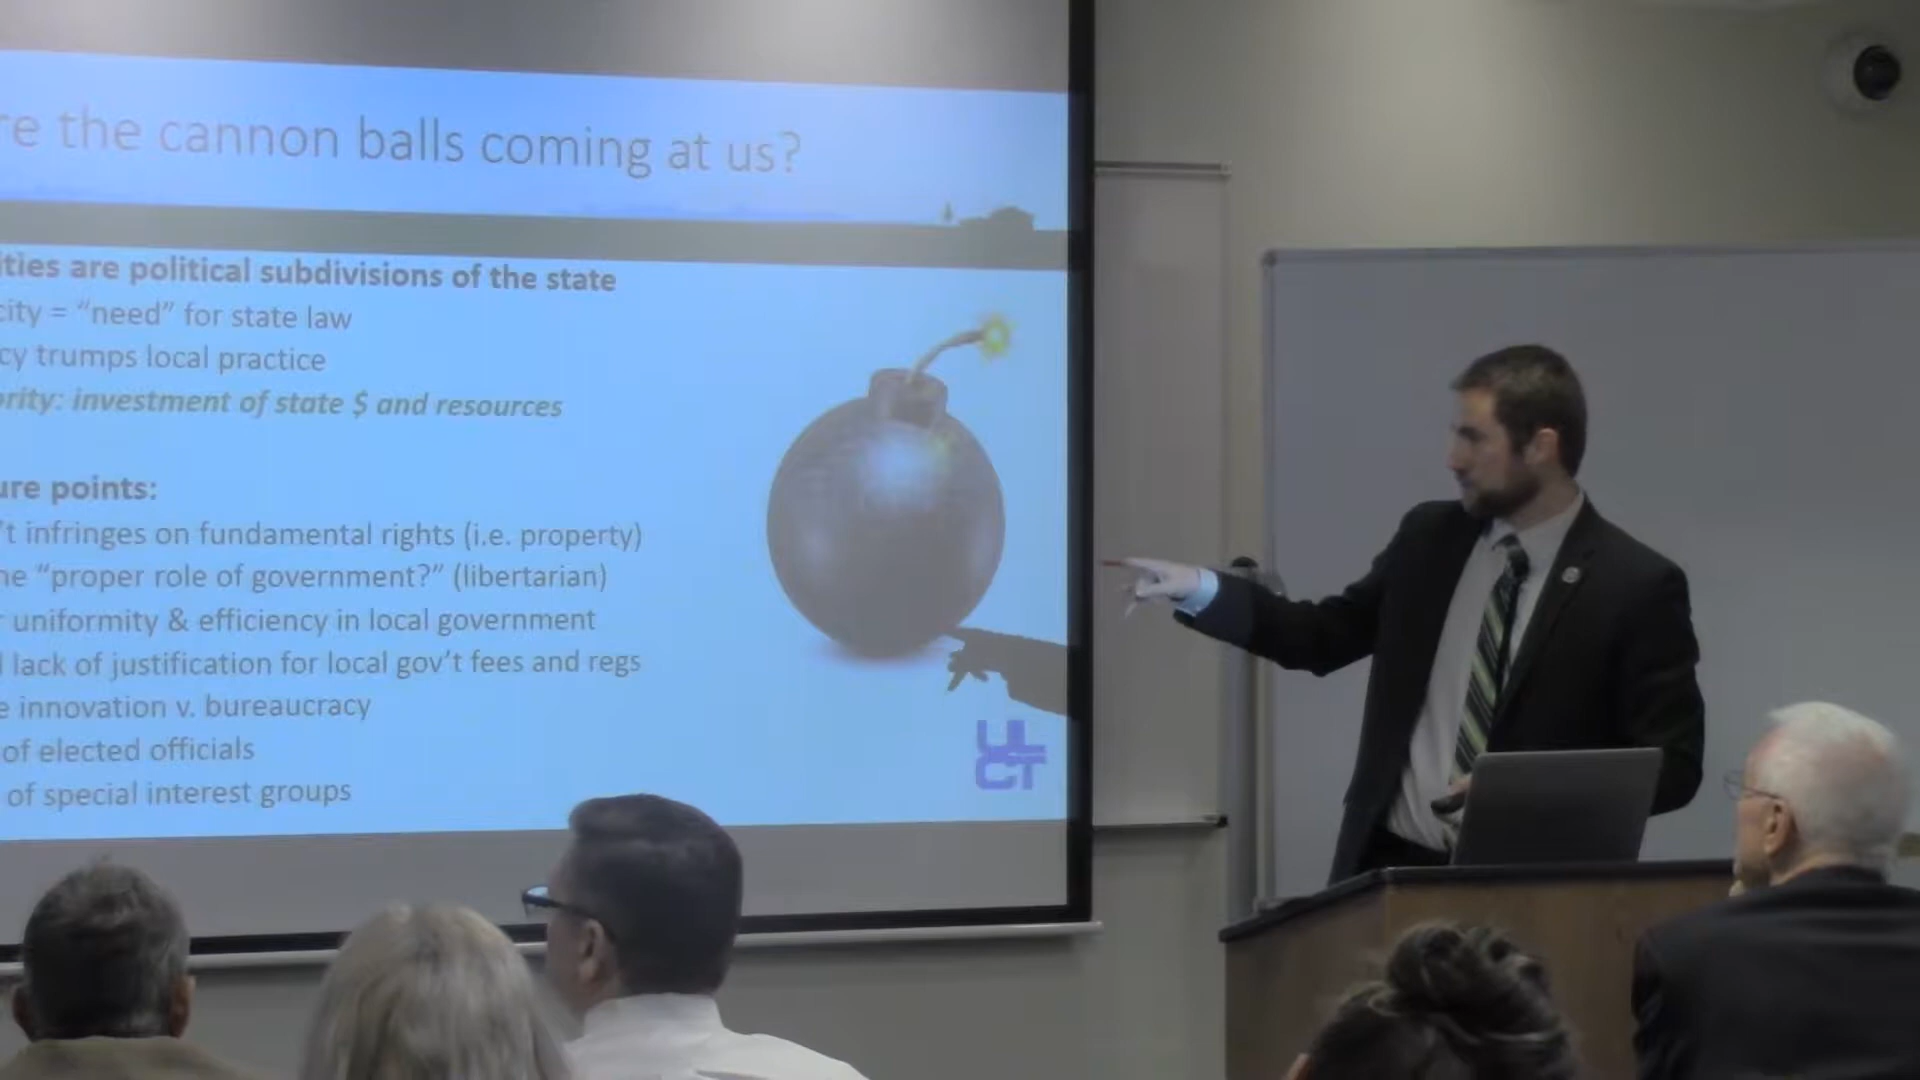 re the cannon balls coming at us?
ities are political subdivisions of the state
city = “need” for state law
cy trumps local practice
ority: investment of state $ and resources
ure points:
't infringes on fundamental rights (i.e. property)
he “proper role of government?” (libertarian)
r uniformity & efficiency in local government
l lack of justification for local gov't fees and regs
e innovation v. bureaucracy
of elected officials
of special interest groups
UL
CT